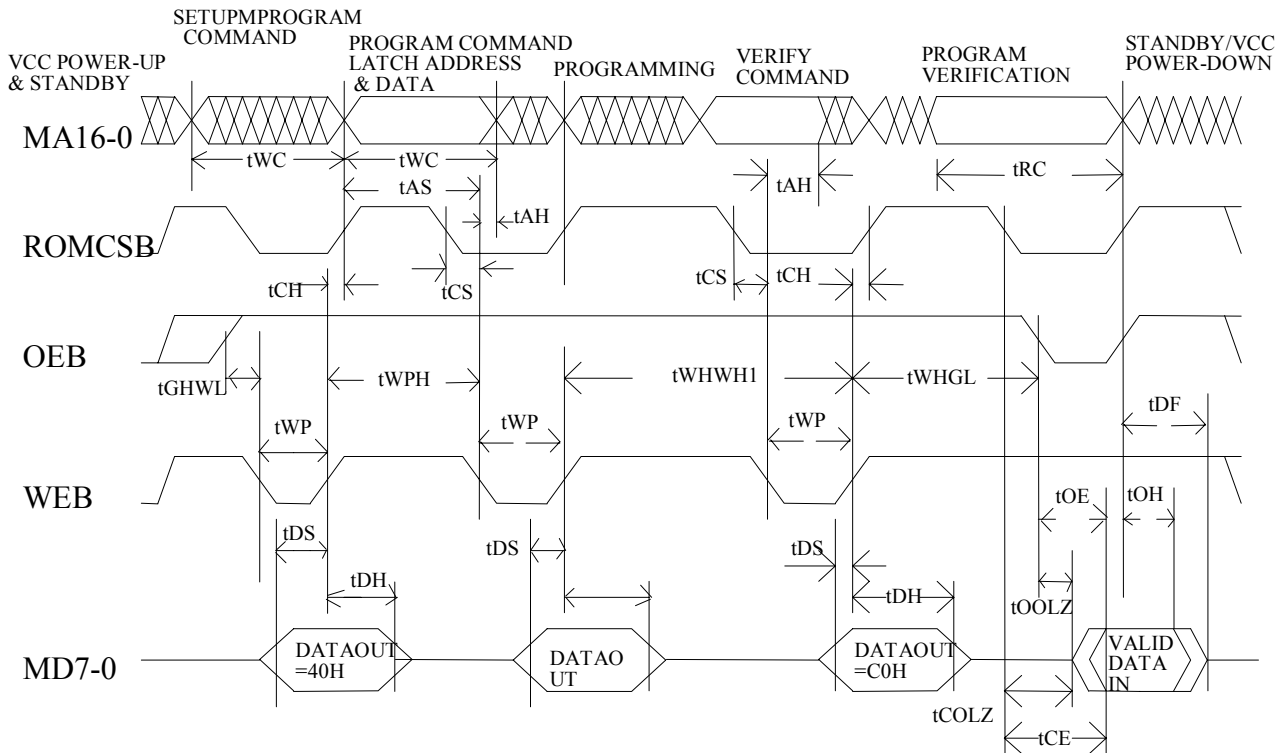 SETUPMPROGRAM
COMMAND
VCC POWER-UP
& STANDBY
PROGRAM COMMAND
LATCH ADDRESS
& DATA
PROGRAMMING
VERIFY
COMMAND
PROGRAM
VERIFICATION
STANDBY/VCC
POWER-DOWN
MA16-0
tWC
tWC
tAS
tAH
tAH
tRC
ROMCSB
tCH
tCS
tCS
tCH
OEB
tGHWL
tWPH
tWHWH1
tWHGL
tWP
tWP
tWP
tDF
WEB
tOE
tOH
tDS
tDS
tDS
tDH
tDH
tOOLZ
MD7-0
DATAOUT
=40H
DATAO
UT
DATAOUT
=C0H
VALID
DATA
IN
tCOLZ
tCE